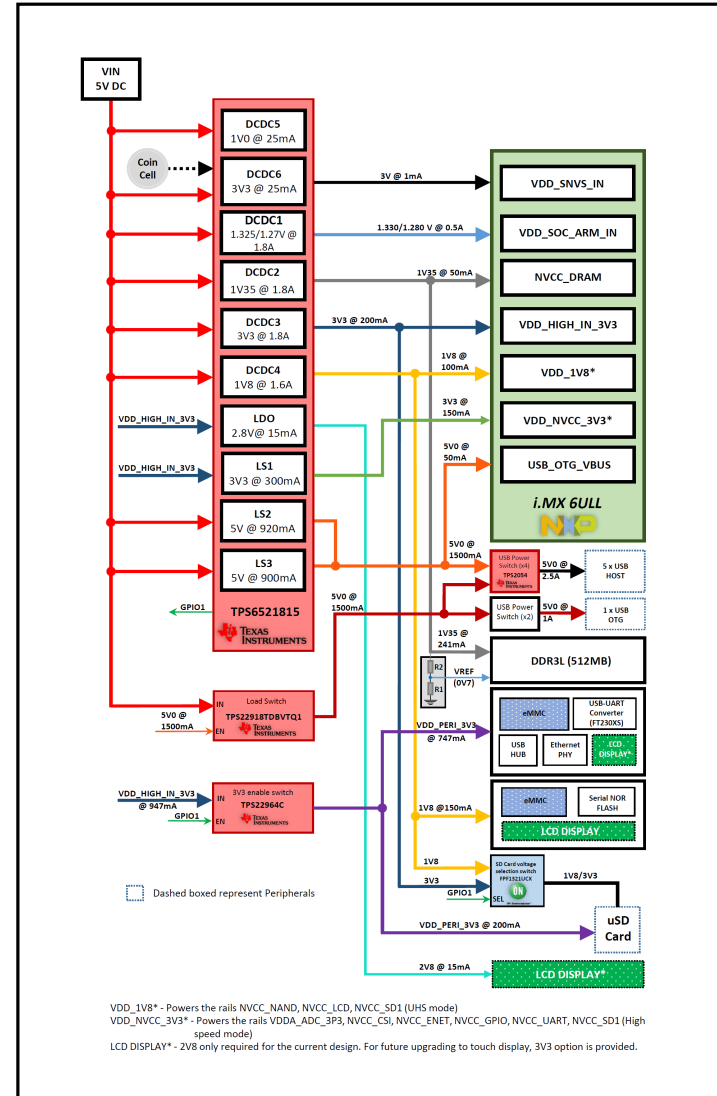 VIN
5V DC
DCDC5
1V0 @ 25mA
Coin
Cell
DCDC6
3V3 @ 25mA
3V @ 1mA
VDD_SNVS_IN
DCDC1
1.325/1.27V @
1.8A
1.330/1.280 V @ 0.5A
VDD_SOC_ARM_IN
DCDC2
1V35 @ 1.8A
1V35 @ 50mA
NVCC_DRAM
DCDC3
3V3 @ 1.8A
3V3 @ 200mA
VDD_HIGH_IN_3V3
DCDC4
1V8 @ 1.6A
1V8 @
100mA
VDD_1V8*
VDD_HIGH_IN_3V3
LDO
2.8V@ 15mA
3V3 @
150mA
VDD_NVCC_3V3*
VDD_HIGH_IN_3V3
LS1
3V3 @ 300mA
5V0 @
50mA
USB_OTG_VBUS
i.MX 6ULL
NXP
LS2
5V @ 920mA
LS3
5V @ 900mA
5V0 @
1500mA
USB Power
Switch (x4)
TPS2054
TEXAS
INSTRUMENTS
5V0 @
2.5A
5 x USB
HOST
GPIO1
TPS6521815
TEXAS
INSTRUMENTS
5V0 @
1500mA
USB Power
Switch (x2)
5V0 @
1A
1 x USB
OTG
1V35 @
241mA
DDR3L (512MB)
R2
R1
VREF
(0V7)
IN
Load Switch
TPS22918TDBVTQ1
TEXAS
INSTRUMENTS
5V0 @
1500mA
EN
VDD_PERI_3V3
@ 747mA
eMMC
USB-UART
Converter
(FT230XS)
USB
HUB
Ethernet
PHY
LCD
DISPLAY*
VDD_HIGH_IN_3V3
@ 947mA
IN
3V3 enable switch
TPS22964C
TEXAS
INSTRUMENTS
GPIO1
EN
1V8 @150mA
eMMC
Serial NOR
FLASH
LCD DISPLAY
1V8
3V3
GPIO1
SD Card voltage
selection switch
FPF1321UCX
ON
SEL
1V8/3V3
Dashed boxed represent Peripherals
VDD_PERI_3V3 @ 200mA
uSD
Card
2V8 @ 15mA
LCD DISPLAY*
VDD_1V8* - Powers the rails NVCC_NAND, NVCC_LCD, NVCC_SD1 (UHS mode)
VDD_NVCC_3V3* - Powers the rails VDDA_ADC_3P3, NVCC_CSI, NVCC_ENET, NVCC_GPIO, NVCC_UART, NVCC_SD1 (High
speed mode)
LCD DISPLAY* - 2V8 only required for the current design. For future upgrading to touch display, 3V3 option is provided.